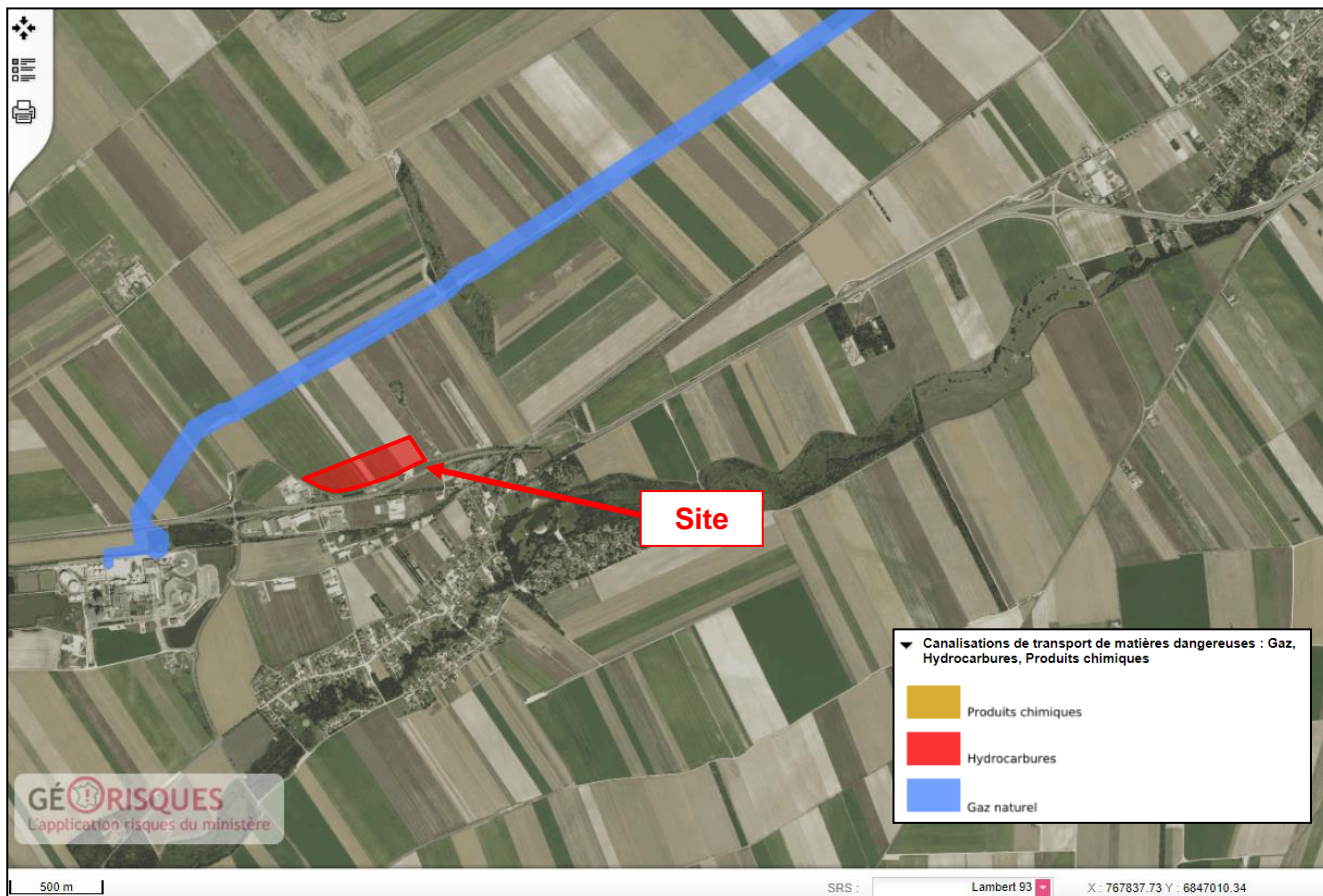 Site
Canalisations de transport de matières dangereuses : Gaz,
Hydrocarbures, Produits chimiques
Produits chimiques
Hydrocarbures
Gaz naturel
GÉORISQUES
L'application risques du ministère
500 m
SRS :
Lambert 93
X : 767837.73 Y : 6847010.34